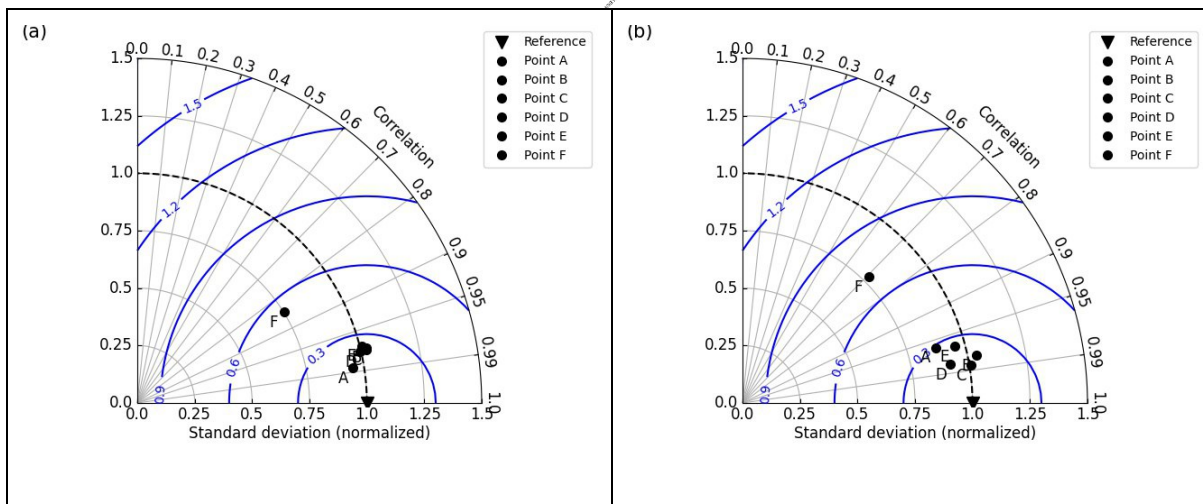 (a)
Reference
Point A
Point B
Point C
Point D
Point E
Point F
Correlation
0.0 0.1 0.2 0.3 0.4 0.5 0.6 0.7 0.8 0.9 0.95 0.99 1.0
1.5
1.25
1.0
0.75
0.5
0.25
0.0
1.5
1.2
0.9
0.6
0.3
F
A
0.0 0.25 0.5 0.75 1.0 1.25 1.5
Standard deviation (normalized)
(b)
Reference
Point A
Point B
Point C
Point D
Point E
Point F
Correlation
0.0 0.1 0.2 0.3 0.4 0.5 0.6 0.7 0.8 0.9 0.95 0.99 1.0
1.5
1.25
1.0
0.75
0.5
0.25
0.0
1.5
1.2
0.9
0.6
F
A
E
D
C
0.0 0.25 0.5 0.75 1.0 1.25 1.5
Standard deviation (normalized)